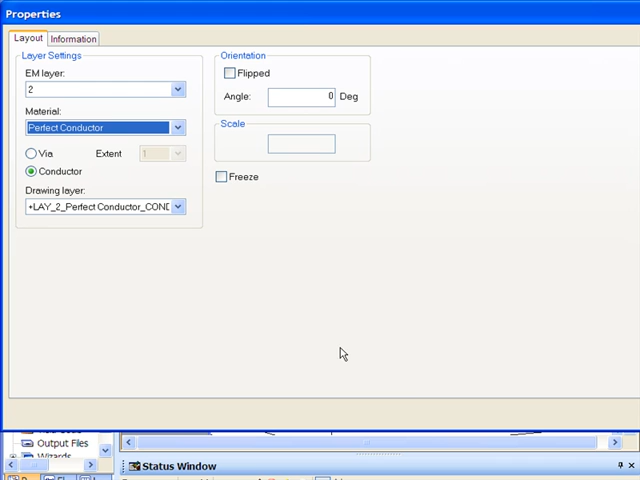 Properties
Layout
Information
Layer Settings
EM layer:
2
Material:
Perfect Conductor
Via
Extent
1
Conductor
Drawing layer:
+LAY_2_Perfect Conductor_COND
Orientation
Flipped
Angle:
0
Deg
Scale
Freeze
Output Files
Wizards
Status Window